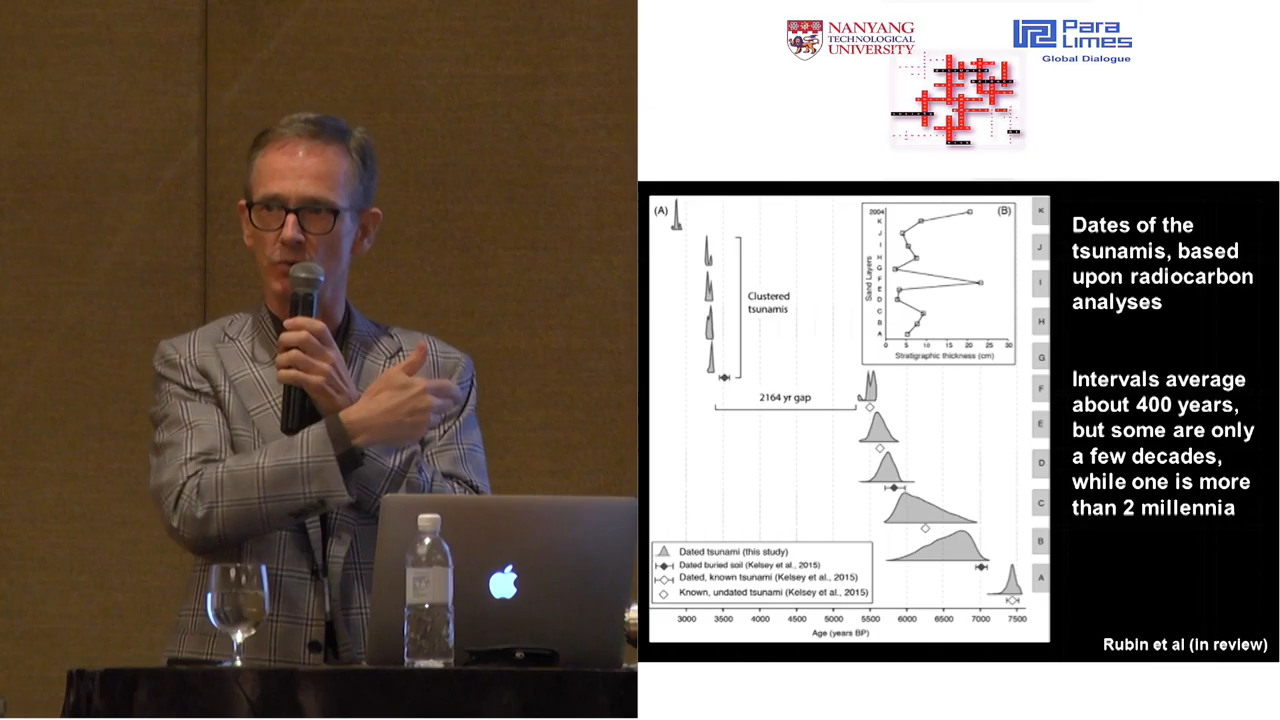 NANYANG
TECHNOLOGICAL
UNIVERSITY
Para
Limes
Global Dialogue
(A)
Clustered
tsunamis
2164 yr gap
(B)
2004
K
J
I
H
G
F
E
D
C
B
A
Sand Layers
0
5
10
15
20
25
30
Stratigraphic thickness (cm)
K
J
I
H
G
F
E
D
C
B
A
Dated tsunami (this study)
Dated buried soil (Kelsey et al., 2015)
Dated, known tsunami (Kelsey et al., 2015)
Known, undated tsunami (Kelsey et al., 2015)
3000
3500
4000
4500
5000
5500
6000
6500
7000
7500
Age (years BP)
Dates of the
tsunamis, based
upon radiocarbon
analyses
Intervals average
about 400 years,
but some are only
a few decades,
while one is more
than 2 millennia
Rubin et al (in review)